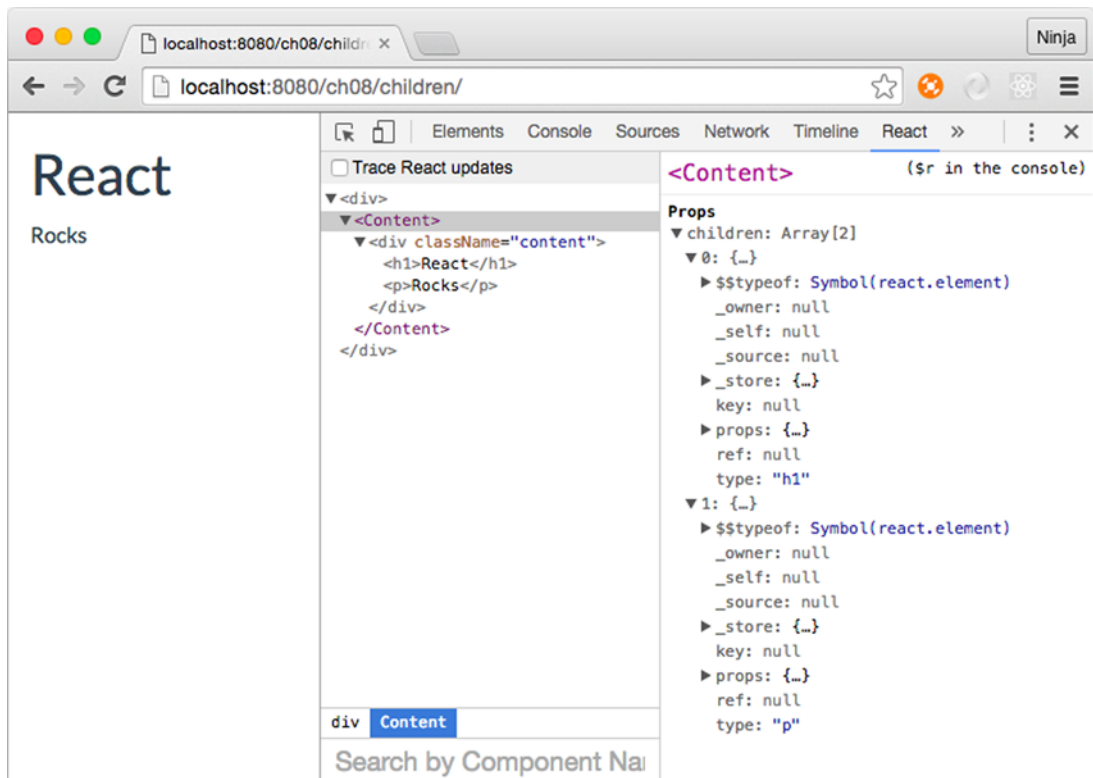 localhost:8080/ch08/childr
Ninja
localhost:8080/ch08/children/
React
Rocks
Elements Console Sources Network Timeline React »
Trace React updates
▼<div>
▼<Content>
▼<div className="content">
<h1>React</h1>
<p>Rocks</p>
</div>
</Content>
</div>
div Content
Search by Component Na
<Content> ($r in the console)
Props
▼children: Array[2]
▼0: {…}
▶$$typeof: Symbol(react.element)
_owner: null
_self: null
_source: null
▶_store: {…}
key: null
▶props: {…}
ref: null
type: "h1"
▼1: {…}
▶$$typeof: Symbol(react.element)
_owner: null
_self: null
_source: null
▶_store: {…}
key: null
▶props: {…}
ref: null
type: "p"